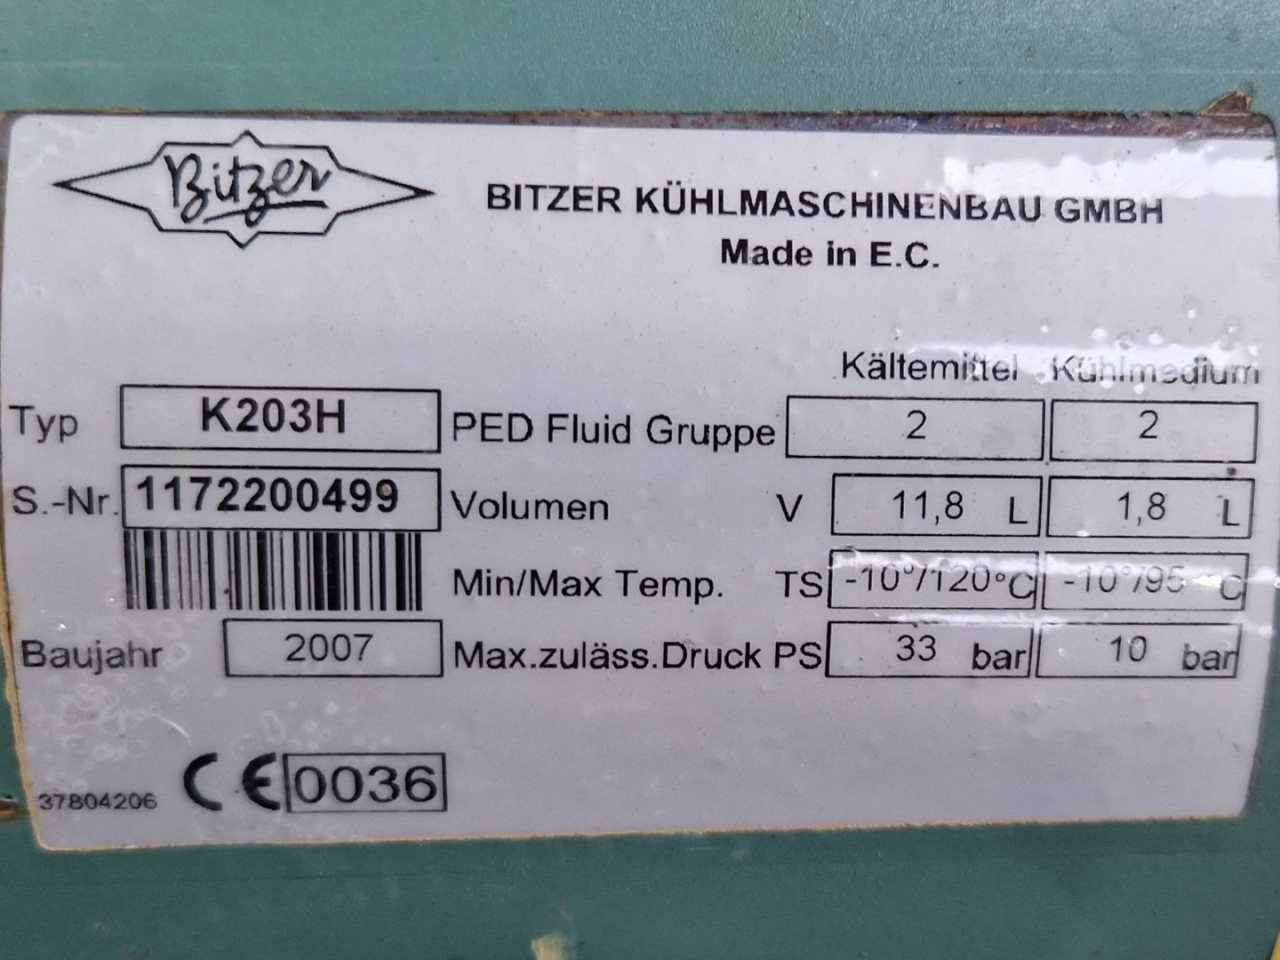 Bitzer
BITZER KÜHLMASCHINENBAU GMBH
Made in E.C.
Kältemittel Kühlmedium
Typ K203H PED Fluid Gruppe 2 2
S.-Nr. 1172200499 Volumen V 11,8 L 1,8 L
Min/Max Temp. TS -10°/120°C -10°/95 C
Baujahr 2007 Max.zuläss.Druck PS 33 bar 10 bar
37804206 CE 0036